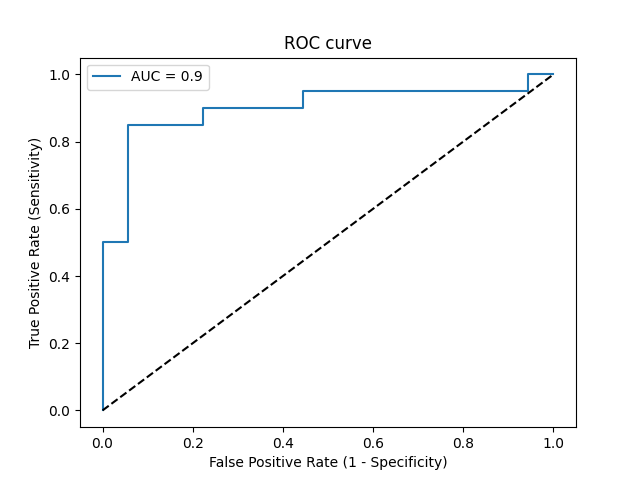 ROC curve
AUC = 0.9
True Positive Rate (Sensitivity)
1.0
0.8
0.6
0.4
0.2
0.0
0.0 0.2 0.4 0.6 0.8 1.0
False Positive Rate (1 - Specificity)